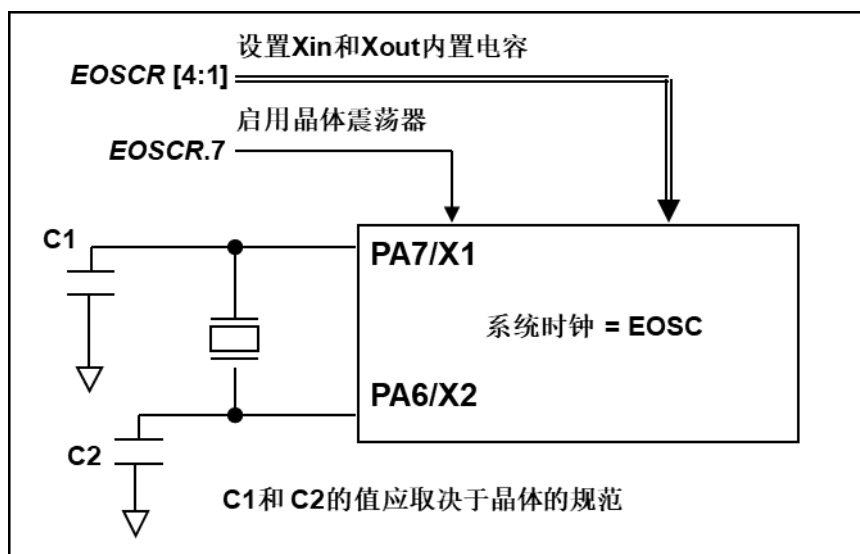 设置Xin和Xout内置电容
EOSCR [4:1]
启用晶体震荡器
EOSCR.7
C1
PA7/X1
系统时钟 = EOSC
PA6/X2
C2
C1和 C2的值应取决于晶体的规范